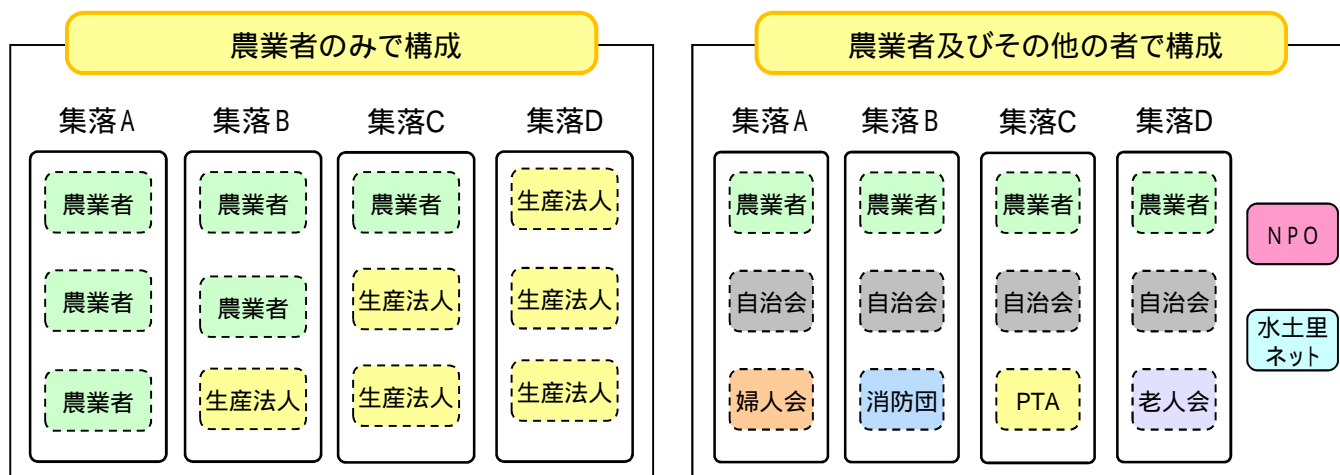 農業者のみで構成
集落A 集落B 集落C 集落D
農業者 農業者 農業者 生産法人
農業者 農業者 生産法人 生産法人
農業者 生産法人 生産法人 生産法人
農業者及びその他の者で構成
集落A 集落B 集落C 集落D
農業者 農業者 農業者 農業者
自治会 自治会 自治会 自治会
婦人会 消防団 PTA 老人会
NPO
水土里
ネット